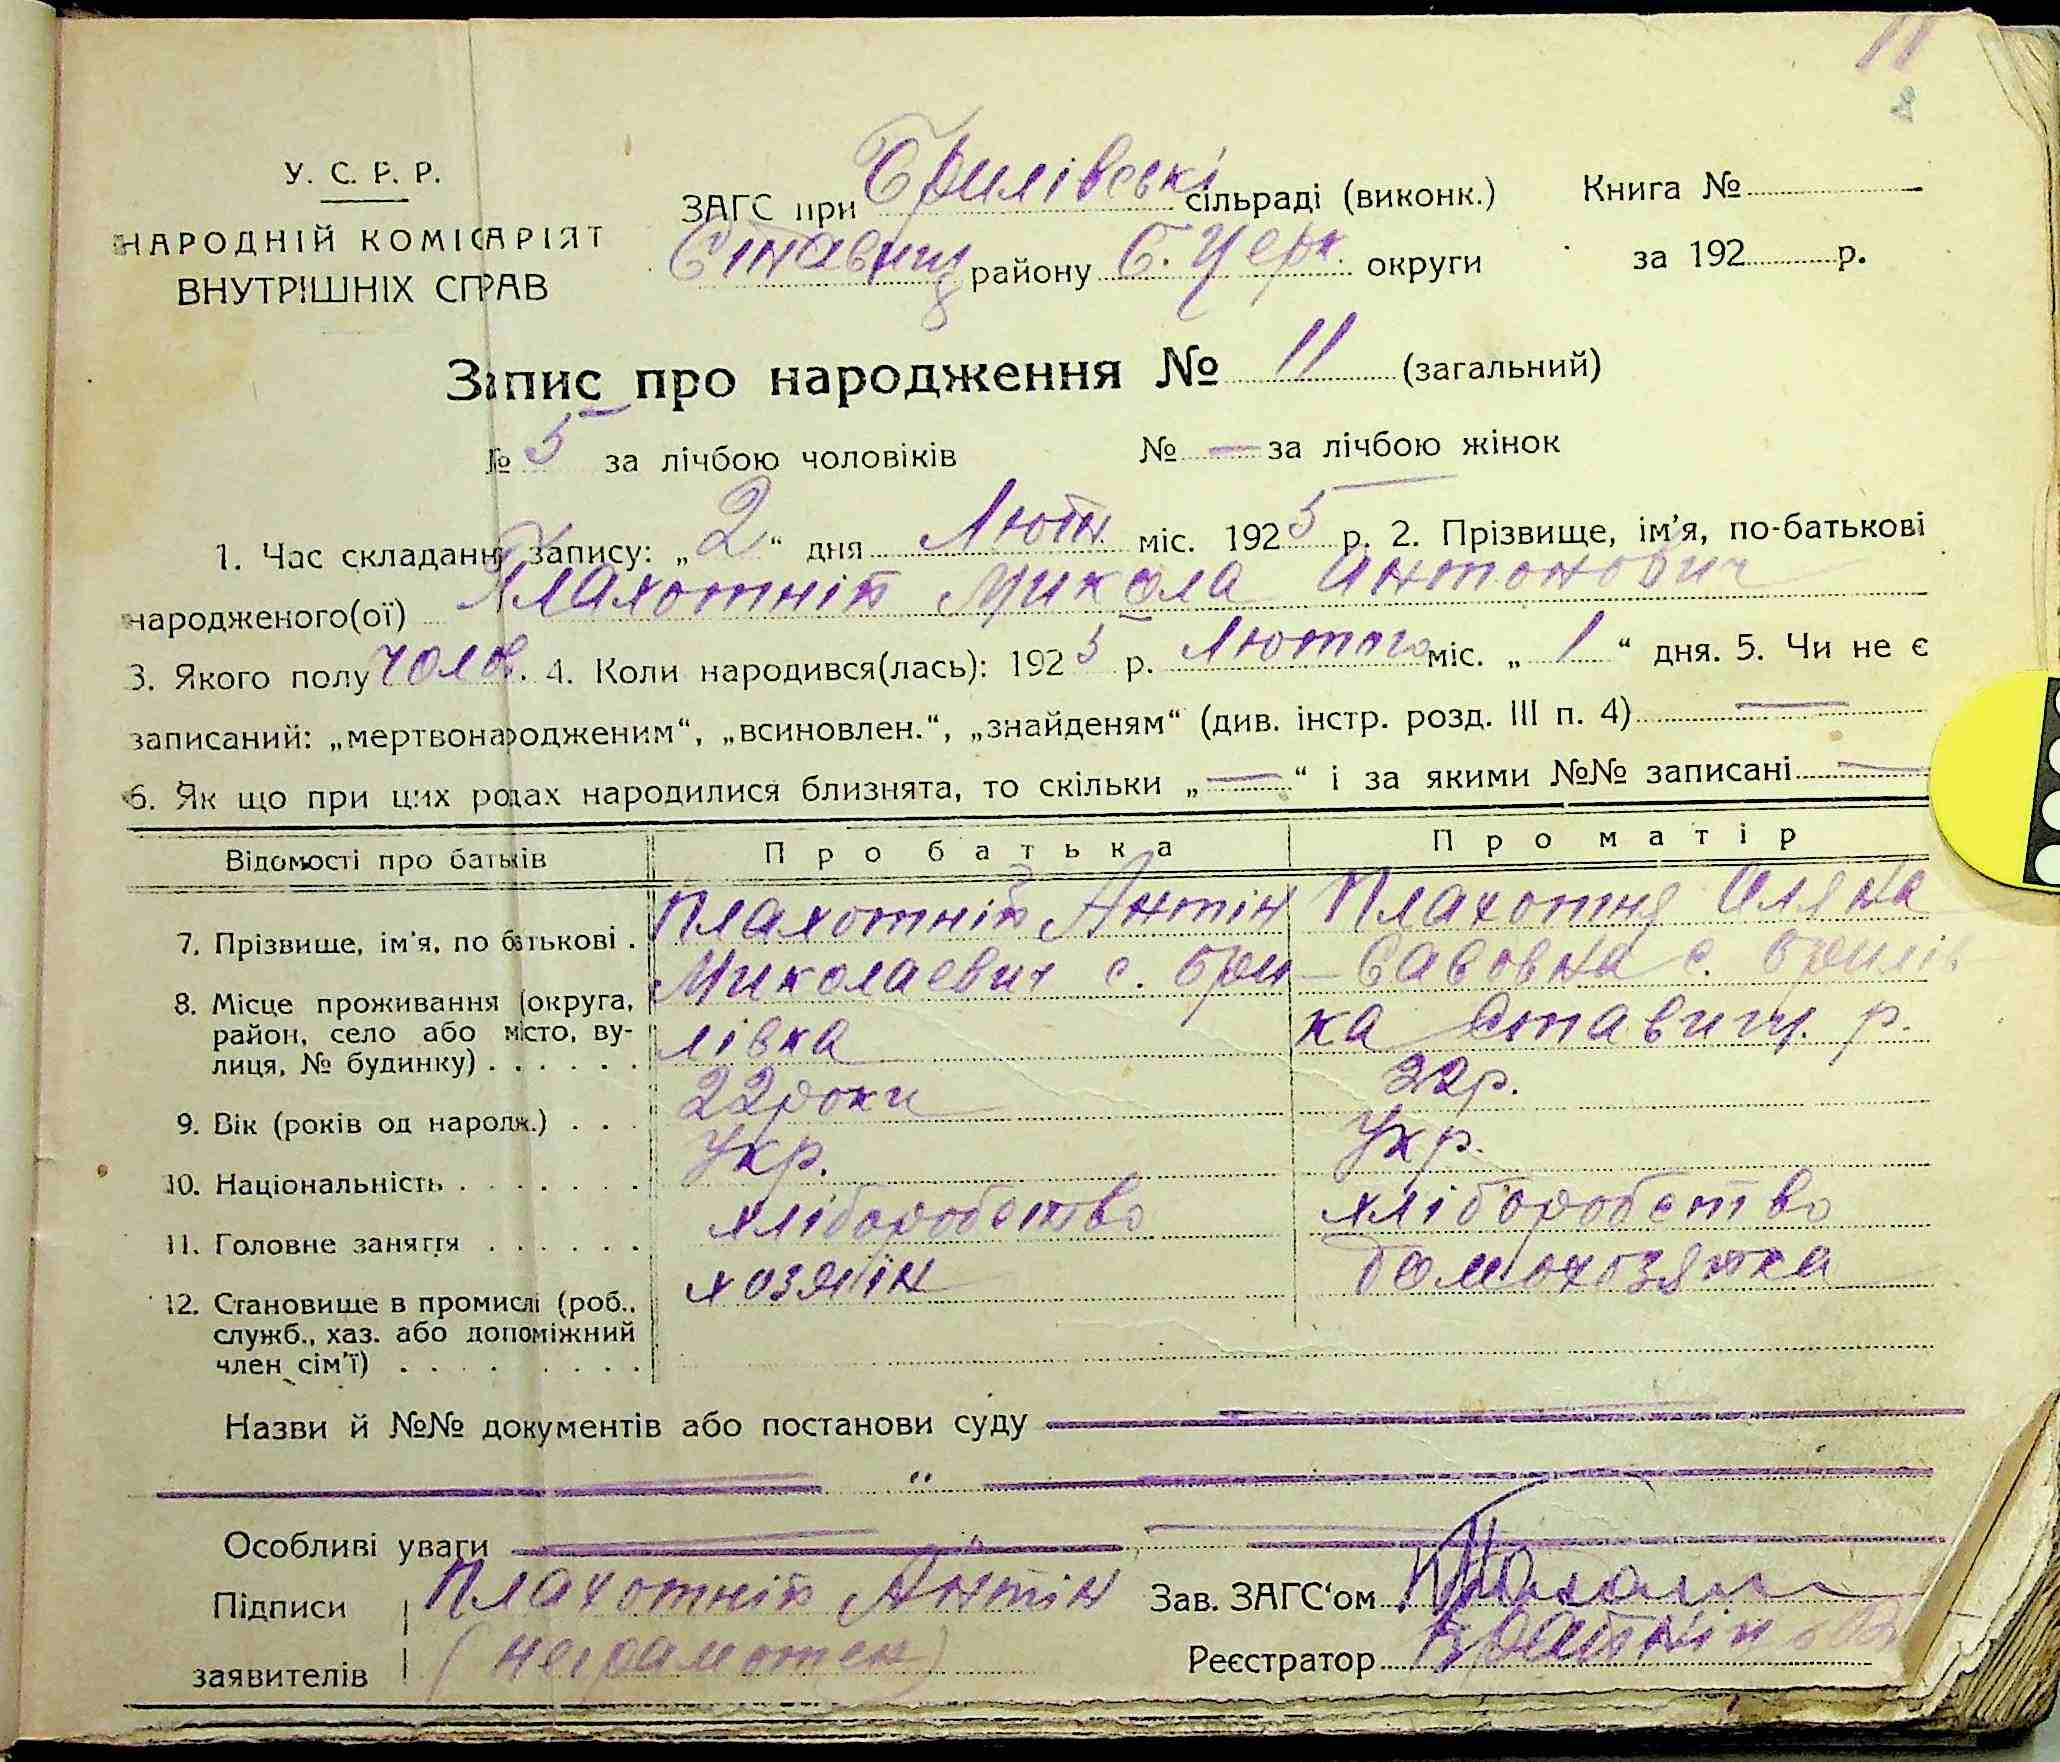 11
У. С. Р. Р.
НАРОДНІЙ КОМІСАРІЯТ
ВНУТРІШНІХ СПРАВ
ЗАГС при Брилівські сільраді (виконк.)
Ставищ району Б. Церк. округи
Книга №
за 192 р.
Запис про народження № 11 (загальний)
№ 5 за лічбою чоловіків № — за лічбою жінок
1. Час складання запису: „ 2 “ дня Лютн міс. 1925 р. 2. Прізвище, ім'я, по-батькові
народженого(ої) Плахотнік Микола Антонович
3. Якого полу чолов. 4. Коли народився(лась): 1925 р. Лютого міс. „ 1 “ дня. 5. Чи не є
записаний: „мертвонародженим“, „всиновлен.“, „знайденям“ (див. інстр. розд. III п. 4) —
6. Як що при цих родах народилися близнята, то скільки „ — “ і за якими №№ записані —
Відомості про батьків Про батька Про матір
7. Прізвище, ім'я, по батькові . Плахотнік Антін Плахотня
8. Місце проживання (округа, Миколаевич с. Бри- Савовна с. Брилів
район, село або місто, ву- лівка ка Ставищ. р.
лиця, № будинку) . . . . . .
9. Вік (років од народж.) . . . 22 роки 22 р.
10. Національність . . . . . . . Укр. Укр.
11. Головне заняття . . . . . . хліборобство хліборобство
12. Становище в промислі (роб., хозяїн домохозяйка
служб., хаз. або допоміжний
член сім'ї) . . . . . . . .
Назви й №№ документів або постанови суду —
— " —
Особливі уваги —
Підписи Плахотнік Антін Зав. ЗАГС‘ом
заявителів (неграмотен) Реєстратор